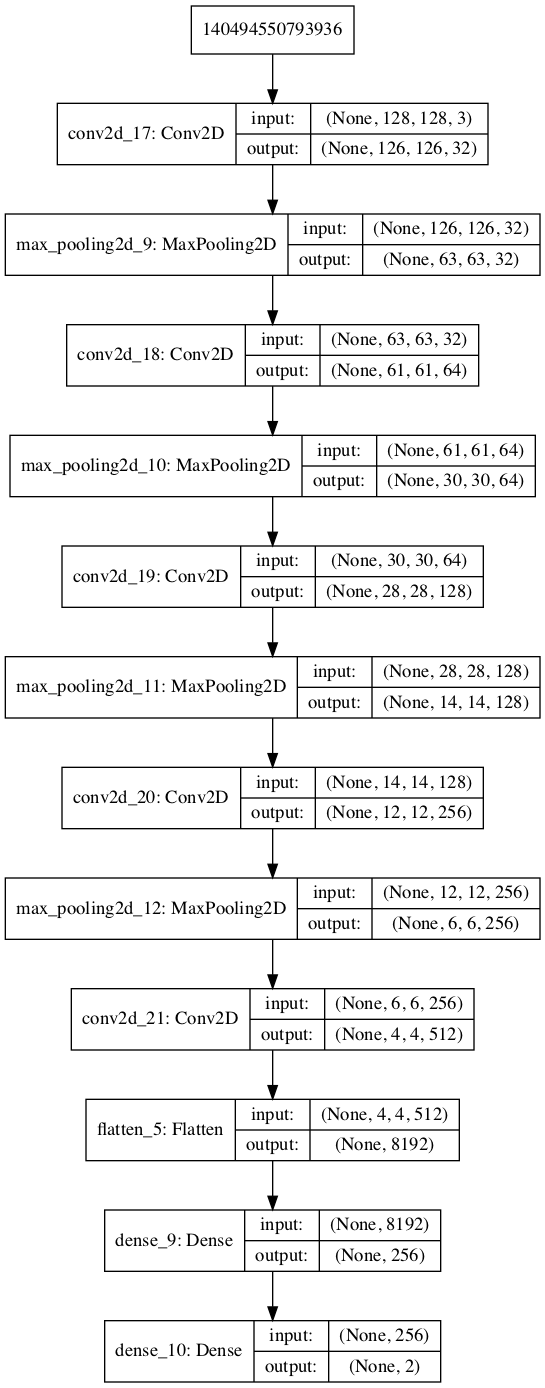 140494550793936
conv2d_17: Conv2D
input: (None, 128, 128, 3)
output: (None, 126, 126, 32)
max_pooling2d_9: MaxPooling2D
input: (None, 126, 126, 32)
output: (None, 63, 63, 32)
conv2d_18: Conv2D
input: (None, 63, 63, 32)
output: (None, 61, 61, 64)
max_pooling2d_10: MaxPooling2D
input: (None, 61, 61, 64)
output: (None, 30, 30, 64)
conv2d_19: Conv2D
input: (None, 30, 30, 64)
output: (None, 28, 28, 128)
max_pooling2d_11: MaxPooling2D
input: (None, 28, 28, 128)
output: (None, 14, 14, 128)
conv2d_20: Conv2D
input: (None, 14, 14, 128)
output: (None, 12, 12, 256)
max_pooling2d_12: MaxPooling2D
input: (None, 12, 12, 256)
output: (None, 6, 6, 256)
conv2d_21: Conv2D
input: (None, 6, 6, 256)
output: (None, 4, 4, 512)
flatten_5: Flatten
input: (None, 4, 4, 512)
output: (None, 8192)
dense_9: Dense
input: (None, 8192)
output: (None, 256)
dense_10: Dense
input: (None, 256)
output: (None, 2)